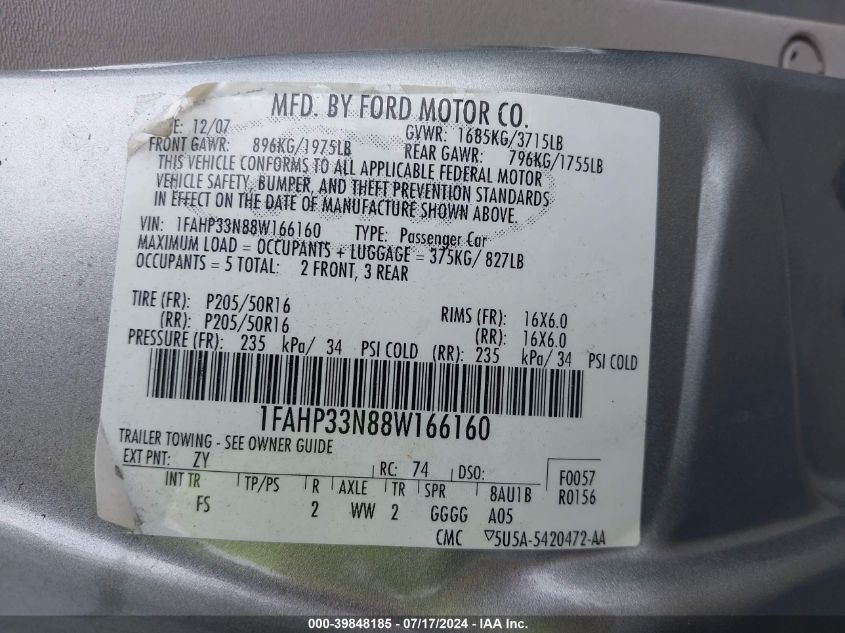 MFD. BY FORD MOTOR CO.
E: 12/07 GVWR: 1685KG/3715LB
FRONT GAWR: 896KG/1975LB REAR GAWR: 796KG/1755LB
THIS VEHICLE CONFORMS TO ALL APPLICABLE FEDERAL MOTOR
VEHICLE SAFETY, BUMPER, AND THEFT PREVENTION STANDARDS
IN EFFECT ON THE DATE OF MANUFACTURE SHOWN ABOVE.
VIN: 1FAHP33N88W166160 TYPE: Passenger Car
MAXIMUM LOAD = OCCUPANTS + LUGGAGE = 375KG/ 827LB
OCCUPANTS = 5 TOTAL: 2 FRONT, 3 REAR
TIRE (FR): P205/50R16 RIMS (FR): 16X6.0
(RR): P205/50R16 (RR): 16X6.0
PRESSURE (FR): 235 kPa/ 34 PSI COLD (RR): 235 kPa/ 34 PSI COLD
1FAHP33N88W166160
TRAILER TOWING - SEE OWNER GUIDE
EXT PNT: ZY RC: 74 DSO: F0057
INT TR TP/PS R AXLE TR SPR 8AU1B R0156
FS 2 WW 2 GGGG A05
CMC ▽5U5A-5420472-AA
000-39848185 - 07/17/2024 - IAA Inc.